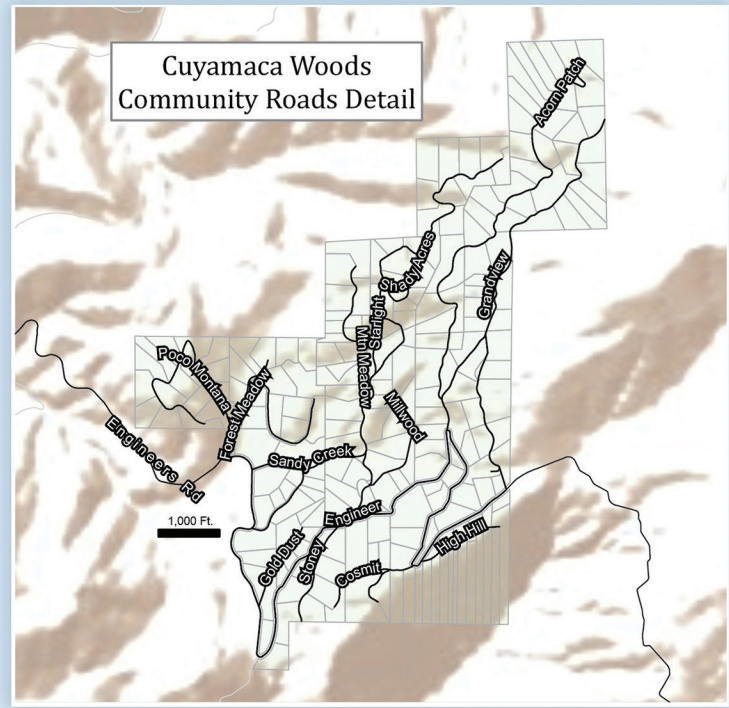 Cuyamaca Woods
Community Roads Detail
Acorn Patch
Shady Acres
Grandview
Starlight
Mtn Meadow
Poco Montana
Forest Meadow
Milwood
Engineers Rd
Sandy Creek
1,000 Ft.
Engineer
Gold Dust
Stoney
Cosmit
High Hill